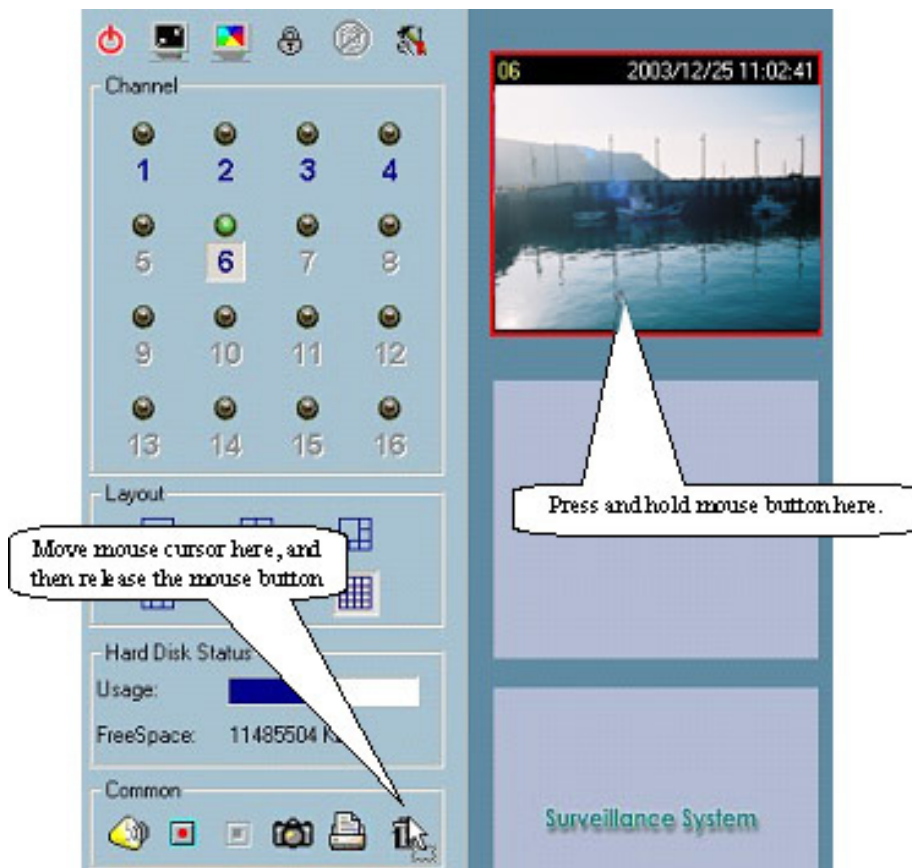 06 2003/12/25 11:02:41
Channel
1 2 3 4
5 6 7 8
9 10 11 12
13 14 15 16
Layout
Press and hold mouse button here.
Move mouse cursor here, and
then release the mouse button
Hard Disk Status
Usage:
FreeSpace: 11485504
Common
Surveillance System